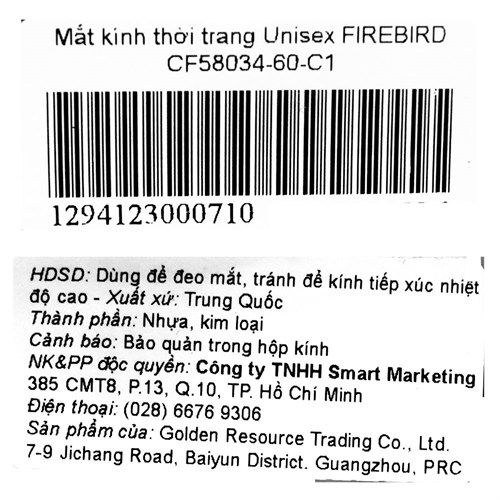 Mắt kính thời trang Unisex FIREBIRD
CF58034-60-C1
1294123000710
HDSD: Dùng để đeo mắt, tránh để kính tiếp xúc nhiệt
độ cao - Xuất xứ: Trung Quốc
Thành phần: Nhựa, kim loại
Cảnh báo: Bảo quản trong hộp kính
NK&PP độc quyền: Công ty TNHH Smart Marketing
385 CMT8, P.13, Q.10, TP. Hồ Chí Minh
Điện thoại: (028) 6676 9306
Sản phẩm của: Golden Resource Trading Co., Ltd.
7-9 Jichang Road, Baiyun District. Guangzhou, PRC